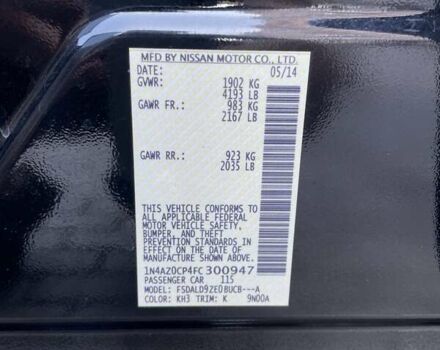 MFD BY NISSAN MOTOR CO., LTD.
DATE: 05/14
GVWR: 1902 KG
4193 LB
GAWR FR: 983 KG
2167 LB
GAWR RR: 923 KG
2035 LB
THIS VEHICLE CONFORMS TO ALL
APPLICABLE FEDERAL MOTOR
VEHICLE SAFETY, BUMPER AND
THEFT PREVENTION STANDARDS IN
EFFECT ON THE DATE OF
MANUFACTURE SHOWN ABOVE.
1N4AZ0CP4FC300947
PASSENGER CAR 115
MODEL: FSDALD9ZE0BUCB---A
COLOR: KH3 TRIM: K 9N00A